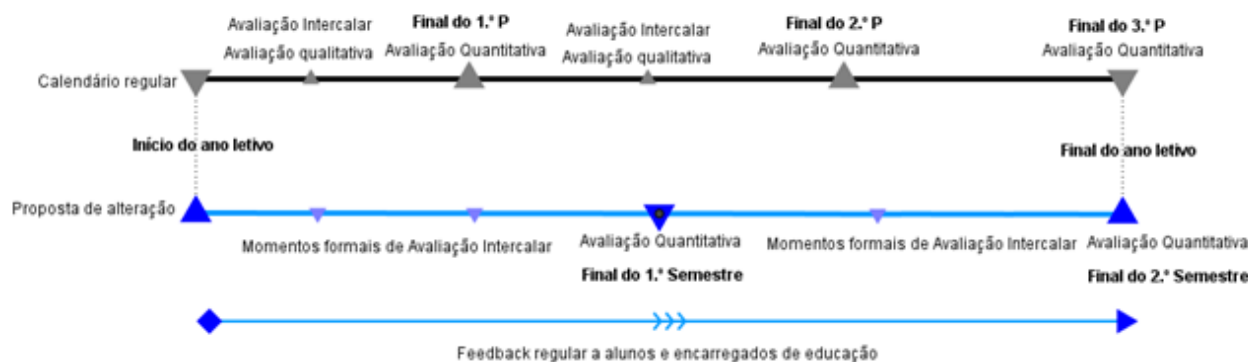 Avaliação Intercalar
Avaliação qualitativa
Final do 1.º P
Avaliação Quantitativa
Avaliação Intercalar
Avaliação qualitativa
Final do 2.º P
Avaliação Quantitativa
Final do 3.º P
Avaliação Quantitativa
Calendário regular
Início do ano letivo
Final do ano letivo
Proposta de alteração
Momentos formais de Avaliação Intercalar
Avaliação Quantitativa
Final do 1.º Semestre
Momentos formais de Avaliação Intercalar
Avaliação Quantitativa
Final do 2.º Semestre
Feedback regular a alunos e encarregados de educação